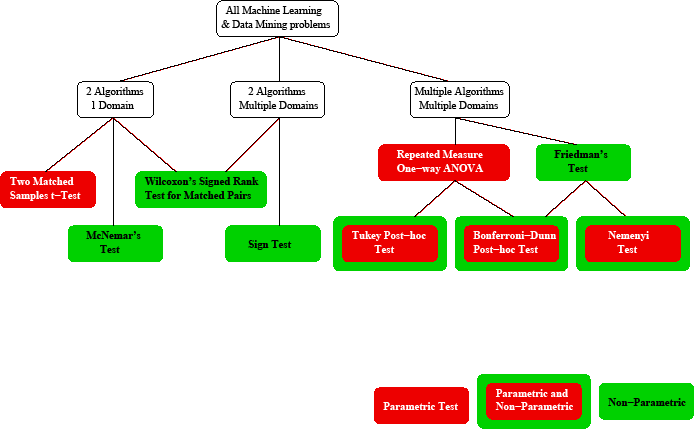 All Machine Learning
& Data Mining problems
2 Algorithms
1 Domain
2 Algorithms
Multiple Domains
Multiple Algorithms
Multiple Domains
Two Matched
Samples t−Test
Wilcoxon's Signed Rank
Test for Matched Pairs
Repeated Measure
One−way ANOVA
Friedman's
Test
McNemar's
Test
Sign Test
Tukey Post−hoc
Test
Bonferroni−Dunn
Post−hoc Test
Nemenyi
Test
Parametric Test
Parametric and
Non−Parametric
Non−Parametric